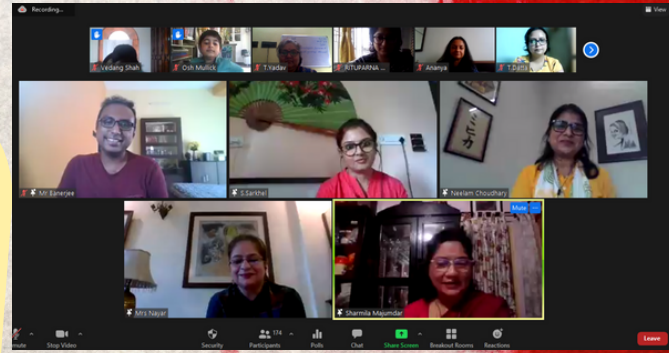 Recording...
View
Vedang Shah
Osh Mullick
T.Yadav
RITUPARNA ...
Ananya
T.Datta
Mr Banerjee
S.Sarkhel
Neelam Choudhary
Mute
Mrs Nayar
Sharmila Majumdar
Stop Video
Security
174
Participants
Polls
Chat
Share Screen
Breakout Rooms
Reactions
Leave